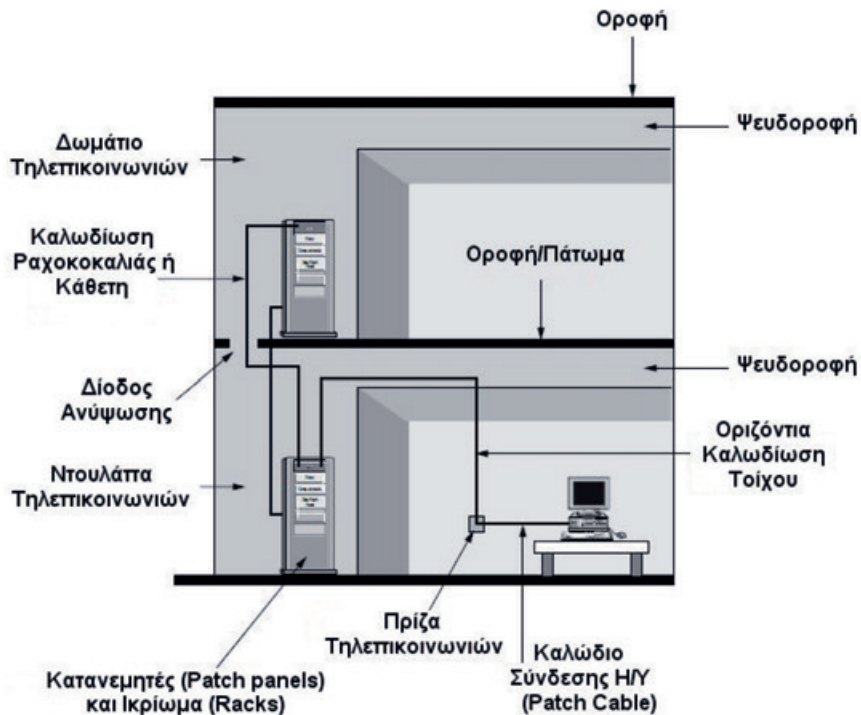 Οροφή
Ψευδοροφή
Δωμάτιο
Τηλεπικοινωνιών
Καλωδίωση
Ραχοκοκαλιάς ή
Κάθετη
Οροφή/Πάτωμα
Ψευδοροφή
Δίοδος
Ανύψωσης
Οριζόντια
Καλωδίωση
Τοίχου
Ντουλάπα
Τηλεπικοινωνιών
Πρίζα
Τηλεπικοινωνιών
Καλώδιο
Σύνδεσης Η/Υ
(Patch Cable)
Κατανεμητές (Patch panels)
και Ικρίωμα (Racks)